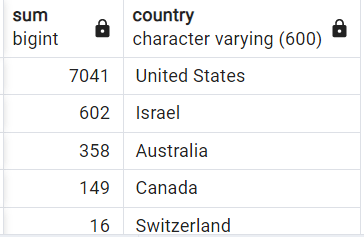 sum country
bigint character varying (600)
7041 United States
602 Israel
358 Australia
149 Canada
16 Switzerland